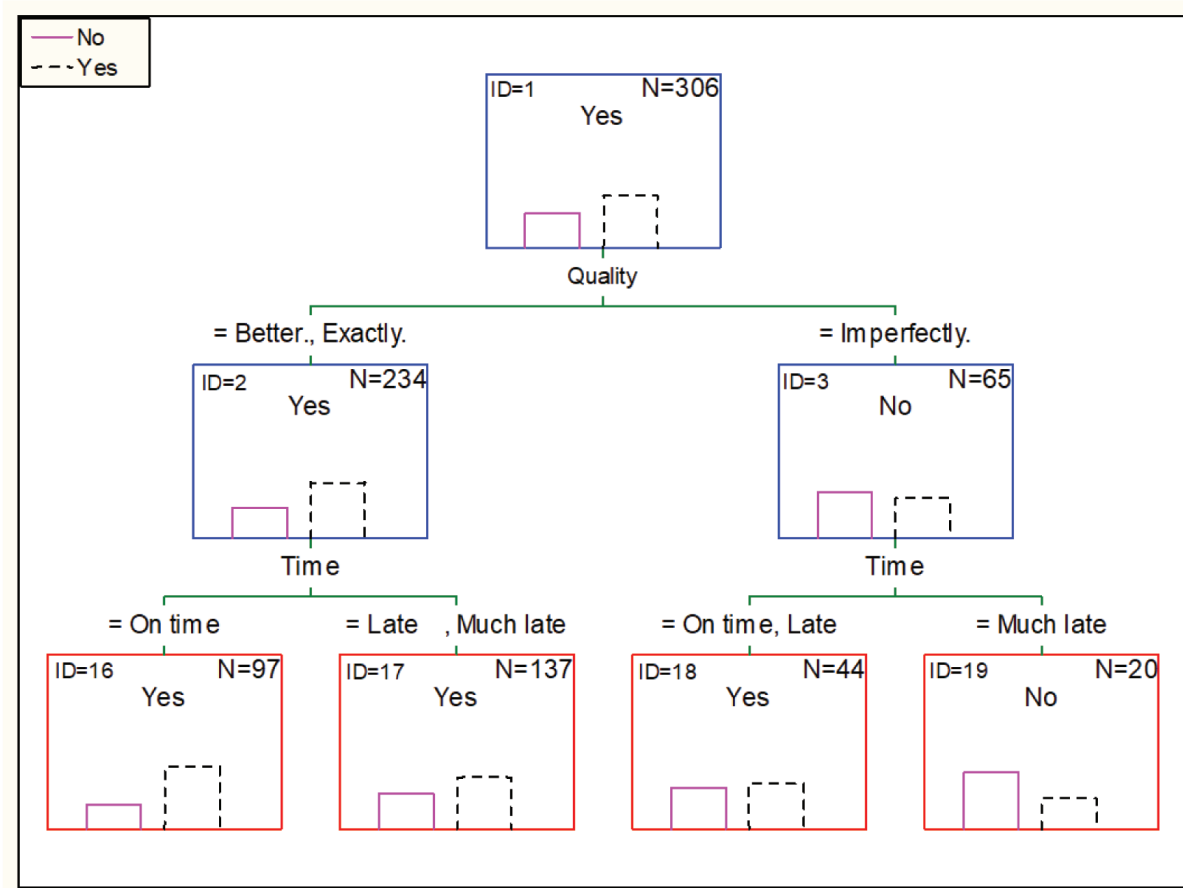 No
Yes
ID=1 N=306
Yes
Quality
= Better., Exactly. = Imperfectly.
ID=2 N=234 ID=3 N=65
Yes No
Time Time
= On time = Late , Much late = On time, Late = Much late
ID=16 N=97 ID=17 N=137 ID=18 N=44 ID=19 N=20
Yes Yes Yes No